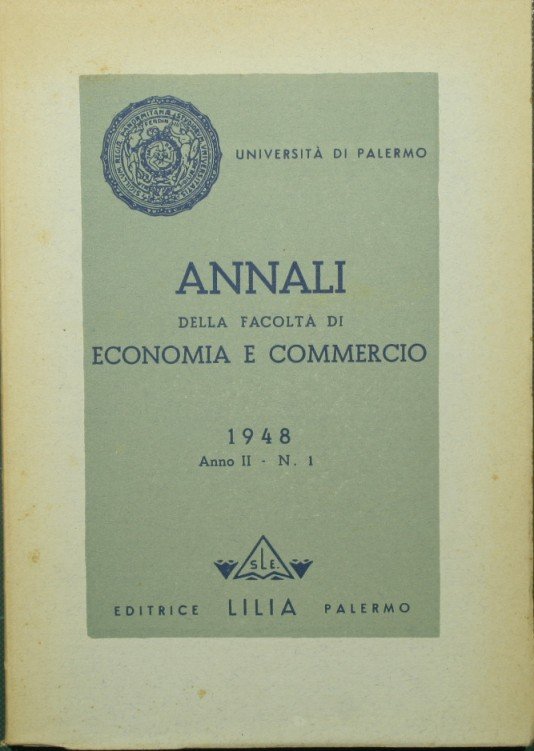 UNIVERSITÀ DI PALERMO
ANNALI
DELLA FACOLTÀ DI
ECONOMIA E COMMERCIO
1948
Anno II - N. 1
S.L.E.
EDITRICE LILIA PALERMO